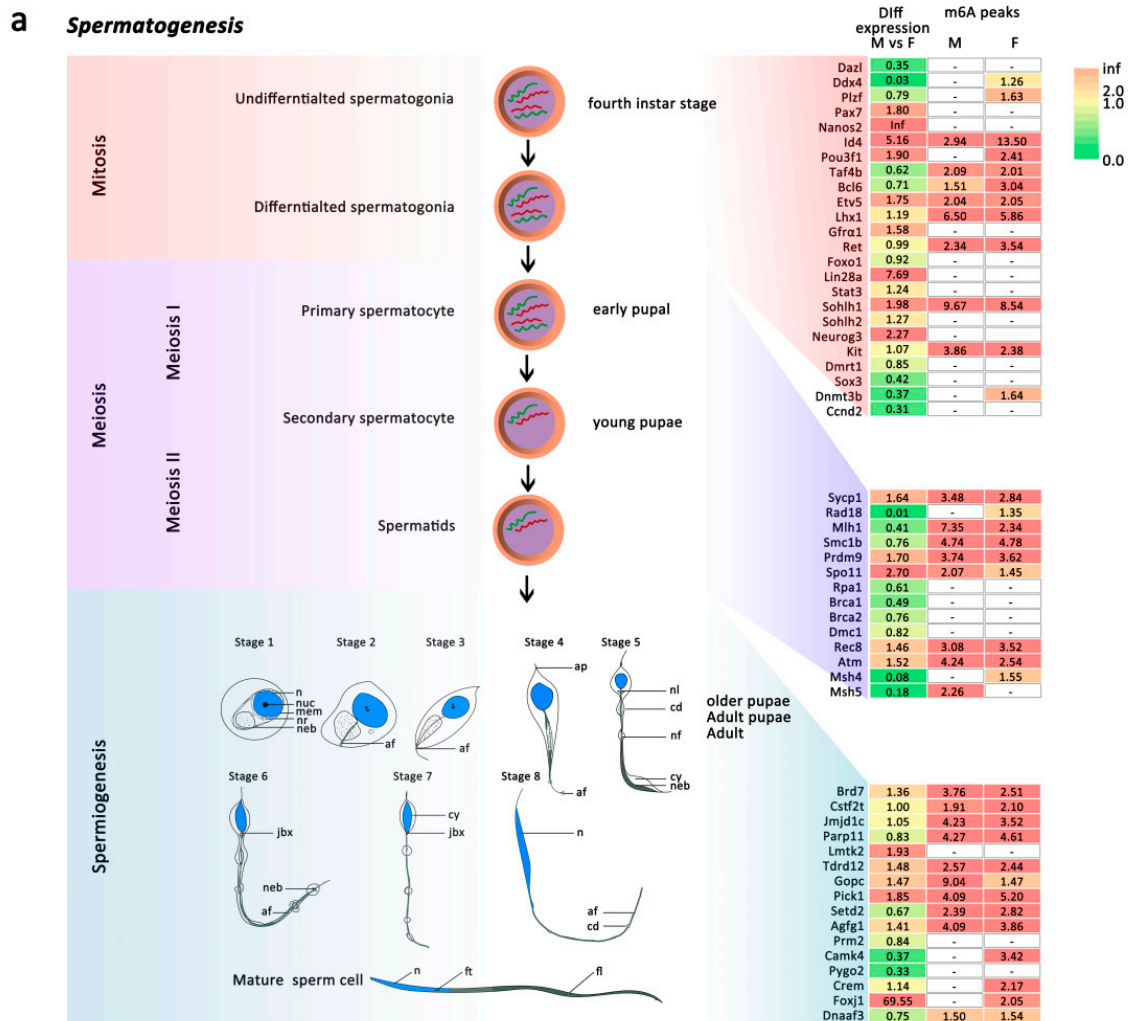 a
Spermatogenesis
DIff expression M vs F
m6A peaks
M F
Mitosis
Undifferntialted spermatogonia
fourth instar stage
Differntialted spermatogonia
Meiosis
Meiosis I
Primary spermatocyte
early pupal
Secondary spermatocyte
young pupae
Meiosis II
Spermatids
Spermiogenesis
Stage 1
n
nuc
mem
nr
neb
Stage 2
af
Stage 3
af
Stage 4
ap
af
Stage 5
nl
cd
nf
cy
neb
older pupae
Adult pupae
Adult
Stage 6
jbx
neb
af
Stage 7
cy
jbx
Stage 8
n
af
cd
Mature sperm cell
n
ft
fl
Dazl 0.35 - -
Ddx4 0.03 - 1.26
Plzf 0.79 - 1.63
Pax7 1.80 - -
Nanos2 Inf - -
Id4 5.16 2.94 13.50
Pou3f1 1.90 - 2.41
Taf4b 0.62 2.09 2.01
Bcl6 0.71 1.51 3.04
Etv5 1.75 2.04 2.05
Lhx1 1.19 6.50 5.86
Gfrα1 1.58 - -
Ret 0.99 2.34 3.54
Foxo1 0.92 - -
Lin28a 7.69 - -
Stat3 1.24 - -
Sohlh1 1.98 9.67 8.54
Sohlh2 1.27 - -
Neurog3 2.27 - -
Kit 1.07 3.86 2.38
Dmrt1 0.85 - -
Sox3 0.42 - -
Dnmt3b 0.37 - 1.64
Ccnd2 0.31 - -
inf
2.0
1.0
0.0
Sycp1 1.64 3.48 2.84
Rad18 0.01 - 1.35
Mlh1 0.41 7.35 2.34
Smc1b 0.76 4.74 4.78
Prdm9 1.70 3.74 3.62
Spo11 2.70 2.07 1.45
Rpa1 0.61 - -
Brca1 0.49 - -
Brca2 0.76 - -
Dmc1 0.82 - -
Rec8 1.46 3.08 3.52
Atm 1.52 4.24 2.54
Msh4 0.08 - 1.55
Msh5 0.18 2.26 -
Brd7 1.36 3.76 2.51
Cstf2t 1.00 1.91 2.10
Jmjd1c 1.05 4.23 3.52
Parp11 0.83 4.27 4.61
Lmtk2 1.93 - -
Tdrd12 1.48 2.57 2.44
Gopc 1.47 9.04 1.47
Pick1 1.85 4.09 5.20
Setd2 0.67 2.39 2.82
Agfg1 1.41 4.09 3.86
Prm2 0.84 - -
Camk4 0.37 - 3.42
Pygo2 0.33 - -
Crem 1.14 - 2.17
Foxj1 69.55 - 2.05
Dnaaf3 0.75 1.50 1.54